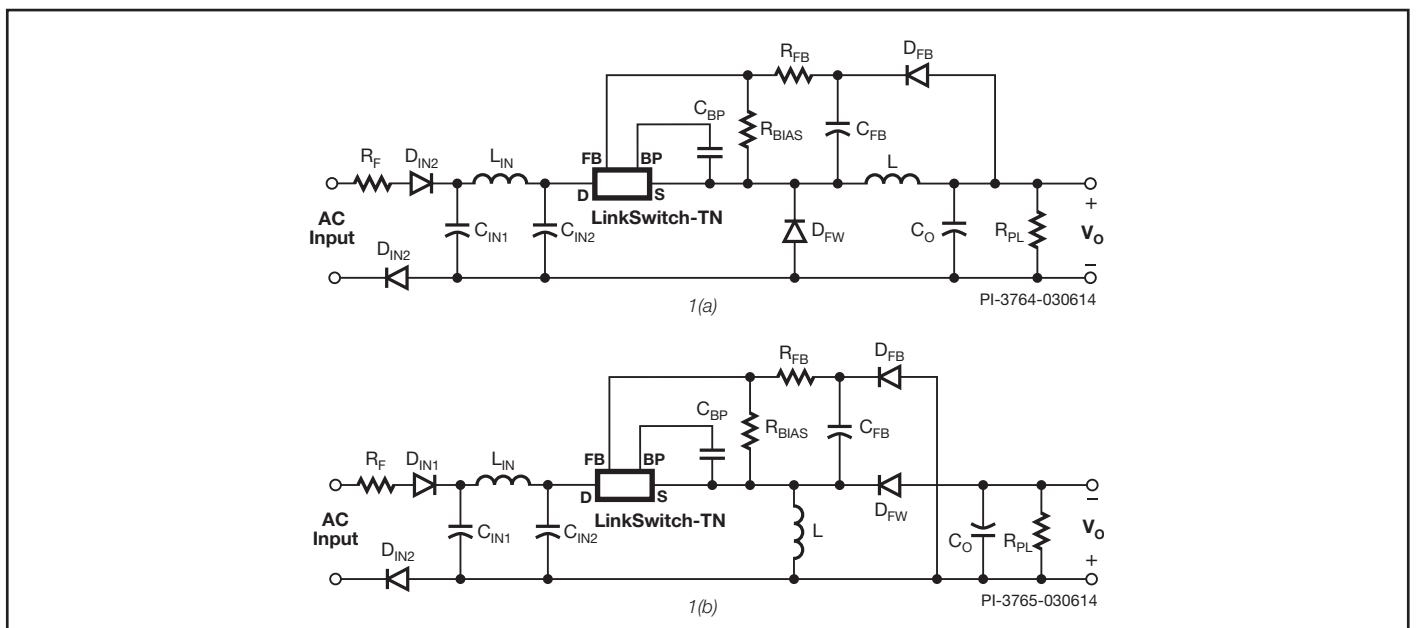 R_FB
D_FB
C_BP
R_BIAS
C_FB
R_F
D_IN2
L_IN
FB
BP
L
D
S
LinkSwitch-TN
AC
Input
C_IN1
C_IN2
D_FW
C_O
R_PL
+
V_O
–
D_IN2
PI-3764-030614
1(a)
R_FB
D_FB
C_BP
R_BIAS
C_FB
R_F
D_IN1
L_IN
FB
BP
D
S
LinkSwitch-TN
D_FW
–
AC
Input
C_IN1
C_IN2
L
C_O
R_PL
V_O
D_IN2
+
PI-3765-030614
1(b)